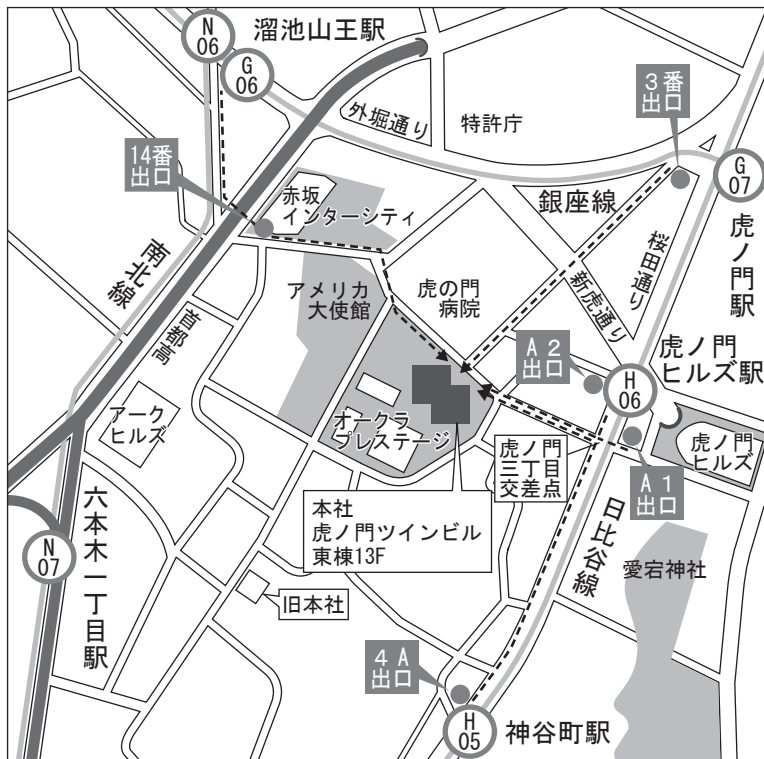 N
06
溜池山王駅
G
06
外堀通り
特許庁
3番
出口
14番
出口
赤坂
インターシティ
銀座線
G
07
虎ノ門駅
桜田通り
新虎通り
南北線
首都高
アメリカ
大使館
虎の門
病院
A2
出口
虎ノ門
ヒルズ駅
H
06
アーク
ヒルズ
オークラ
プレステージ
虎ノ門
三丁目
交差点
虎ノ門
ヒルズ
A1
出口
本社
虎ノ門ツインビル
東棟13F
日比谷線
N
07
六本木一丁目駅
愛宕神社
旧本社
4A
出口
H
05
神谷町駅